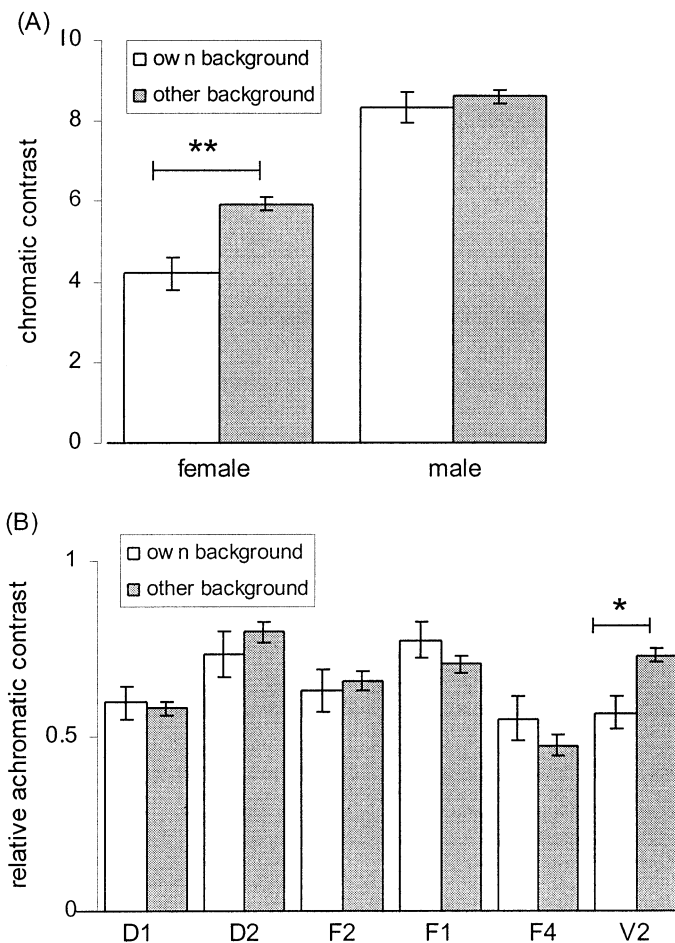 (A)
10
8
6
4
2
0
chromatic contrast
own background
other background
**
female male
(B)
1
0.5
0
relative achromatic contrast
own background
other background
*
D1 D2 F2 F1 F4 V2